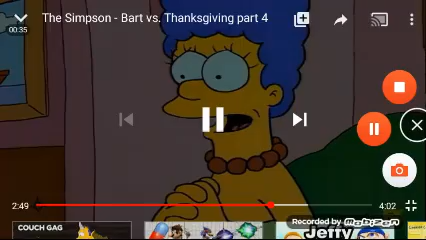 The Simpson - Bart vs. Thanksgiving part 4
00:35
2:49
4:02
COUCH GAG
Recorded by mobizen
Jeffy